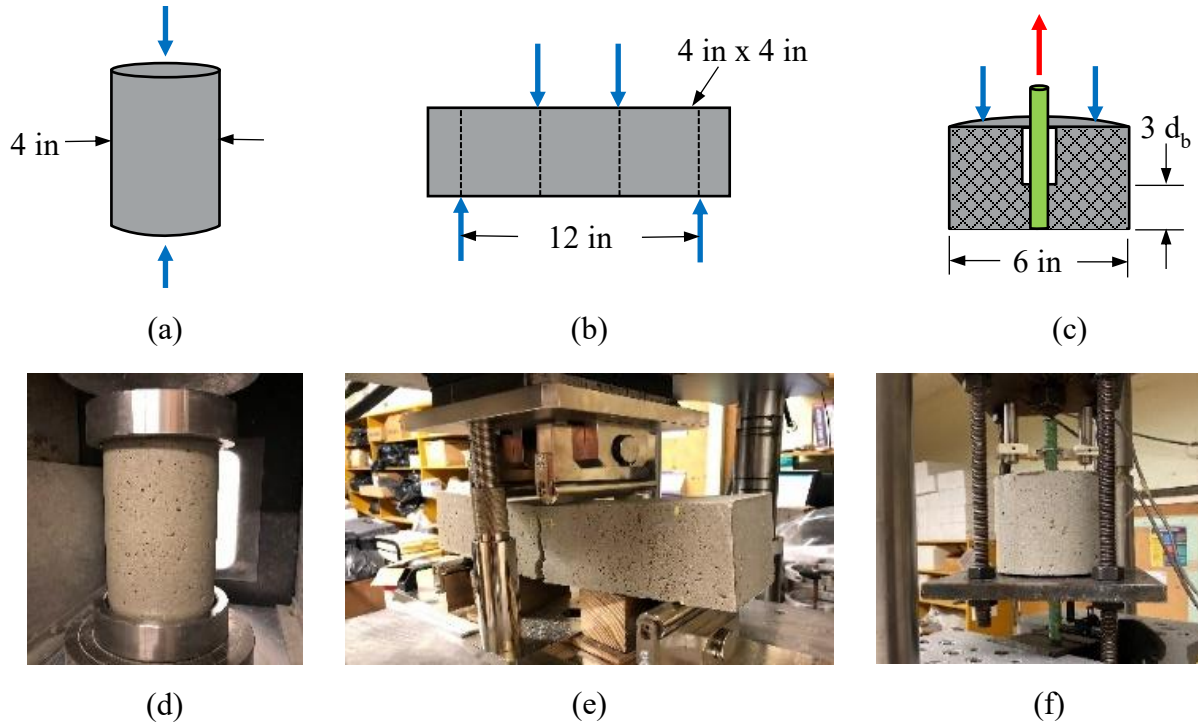 4 in
(a)
4 in x 4 in
12 in
(b)
3 d_b
6 in
(c)
(d)
(e)
(f)